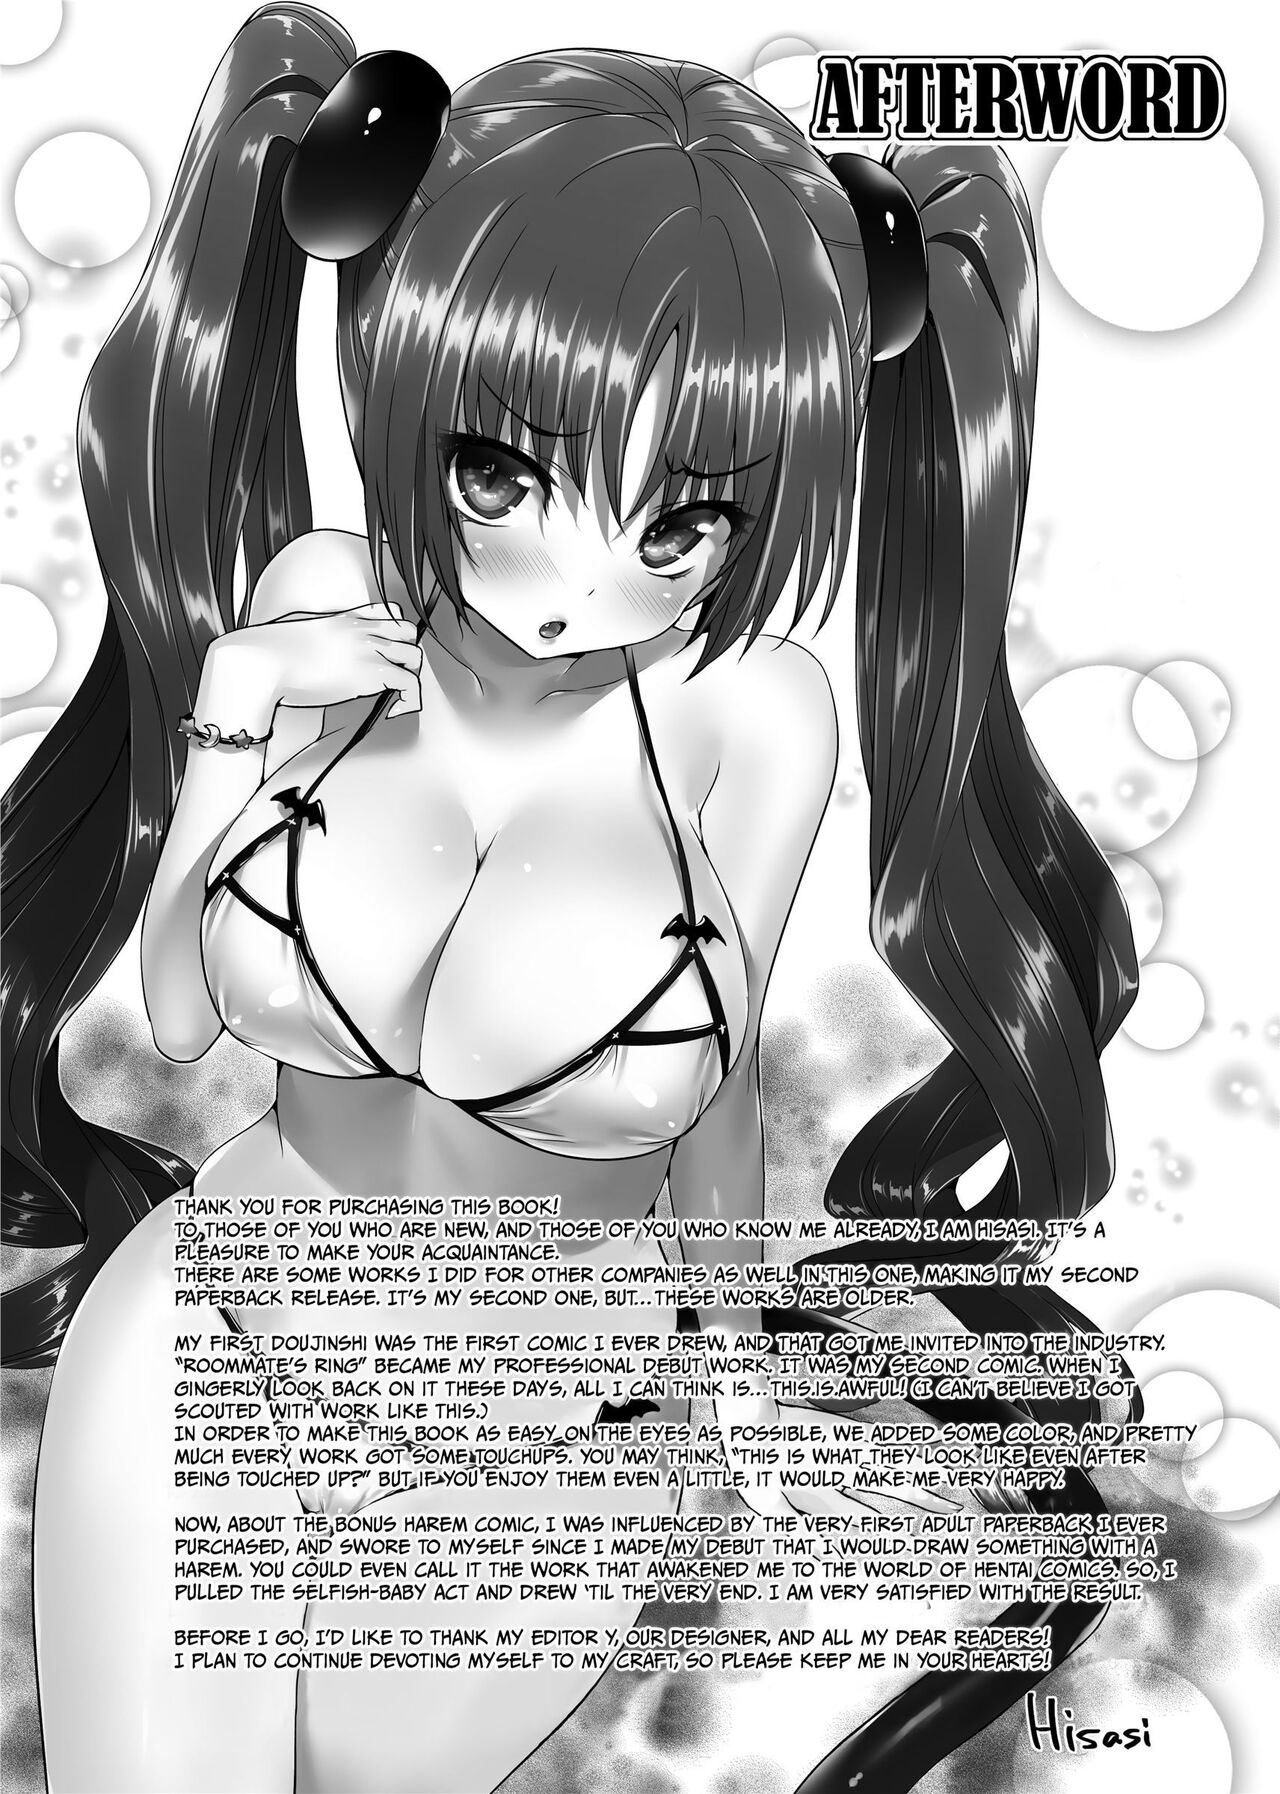 AFTERWORD
THANK YOU FOR PURCHASING THIS BOOK!
TO THOSE OF YOU WHO ARE NEW, AND THOSE OF YOU WHO KNOW ME ALREADY, I AM HISASI. IT'S A
PLEASURE TO MAKE YOUR ACQUAINTANCE.
THERE ARE SOME WORKS I DID FOR OTHER COMPANIES AS WELL IN THIS ONE, MAKING IT MY SECOND
PAPERBACK RELEASE. IT'S MY SECOND ONE, BUT...THESE WORKS ARE OLDER.
MY FIRST DOUJINSHI WAS THE FIRST COMIC I EVER DREW, AND THAT GOT ME INVITED INTO THE INDUSTRY.
"ROOMMATE'S RING" BECAME MY PROFESSIONAL DEBUT WORK. IT WAS MY SECOND COMIC. WHEN I
GINGERLY LOOK BACK ON IT THESE DAYS, ALL I CAN THINK IS...THIS.IS.AWFUL! (I CAN'T BELIEVE I GOT
SCOUTED WITH WORK LIKE THIS.)
IN ORDER TO MAKE THIS BOOK AS EASY ON THE EYES AS POSSIBLE, WE ADDED SOME COLOR, AND PRETTY
MUCH EVERY WORK GOT SOME TOUCHUPS. YOU MAY THINK, "THIS IS WHAT THEY LOOK LIKE EVEN AFTER
BEING TOUCHED UP?" BUT IF YOU ENJOY THEM EVEN A LITTLE, IT WOULD MAKE ME VERY HAPPY.
NOW, ABOUT THE BONUS HAREM COMIC, I WAS INFLUENCED BY THE VERY FIRST ADULT PAPERBACK I EVER
PURCHASED, AND SWORE TO MYSELF SINCE I MADE MY DEBUT THAT I WOULD DRAW SOMETHING WITH A
HAREM. YOU COULD EVEN CALL IT THE WORK THAT AWAKENED ME TO THE WORLD OF HENTAI COMICS. SO, I
PULLED THE SELFISH-BABY ACT AND DREW 'TIL THE VERY END. I AM VERY SATISFIED WITH THE RESULT.
BEFORE I GO, I'D LIKE TO THANK MY EDITOR Y, OUR DESIGNER, AND ALL MY DEAR READERS!
I PLAN TO CONTINUE DEVOTING MYSELF TO MY CRAFT, SO PLEASE KEEP ME IN YOUR HEARTS!
Hisasi